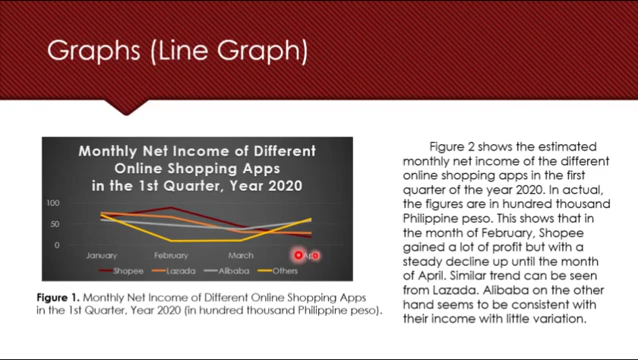 Graphs (Line Graph)
Monthly Net Income of Different
Online Shopping Apps
in the 1st Quarter, Year 2020
100
50
0
January February March
Shopee Lazada Alibaba Others
Figure 1. Monthly Net Income of Different Online Shopping Apps
in the 1st Quarter, Year 2020 (in hundred thousand Philippine peso).
Figure 2 shows the estimated
monthly net income of the different
online shopping apps in the first
quarter of the year 2020. In actual,
the figures are in hundred thousand
Philippine peso. This shows that in
the month of February, Shopee
gained a lot of profit but with a
steady decline up until the month
of April. Similar trend can be seen
from Lazada. Alibaba on the other
hand seems to be consistent with
their income with little variation.